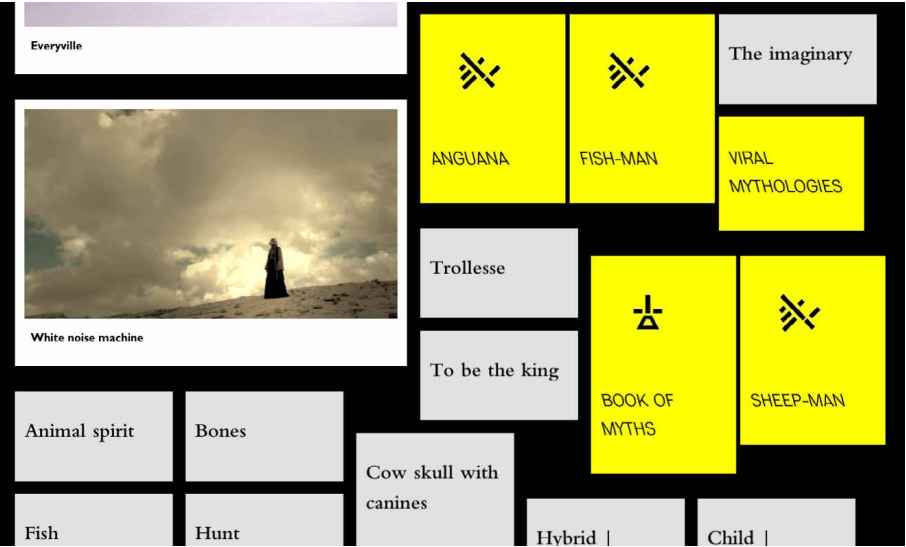 Everyville
White noise machine
ANGUANA
FISH-MAN
The imaginary
VIRAL
MYTHOLOGIES
Trollesse
To be the king
BOOK OF
MYTHS
SHEEP-MAN
Animal spirit
Bones
Cow skull with
canines
Fish
Hunt
Hybrid |
Child |